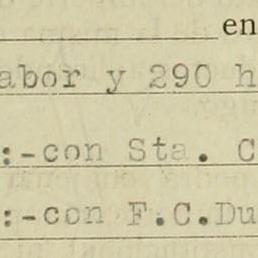 en
abor y 290 h
:-con Sta. C
:-con F.C.Du